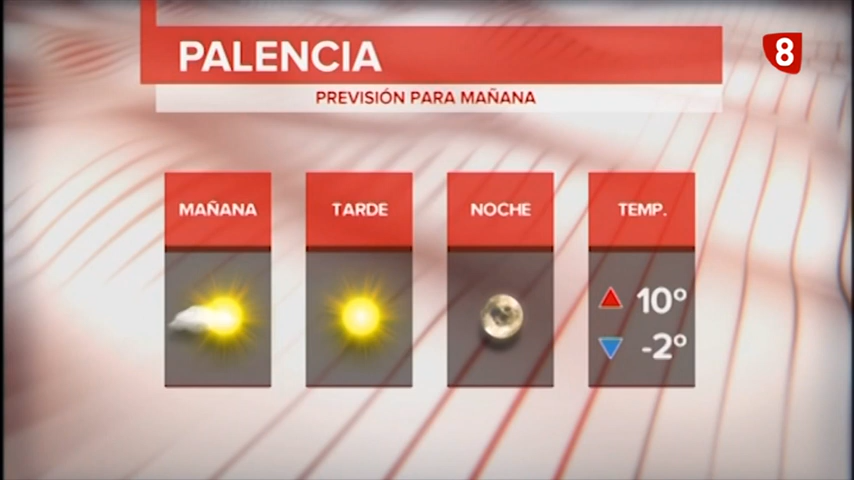 PALENCIA
8
PREVISIÓN PARA MAÑANA
MAÑANA
TARDE
NOCHE
TEMP.
10º
-2º